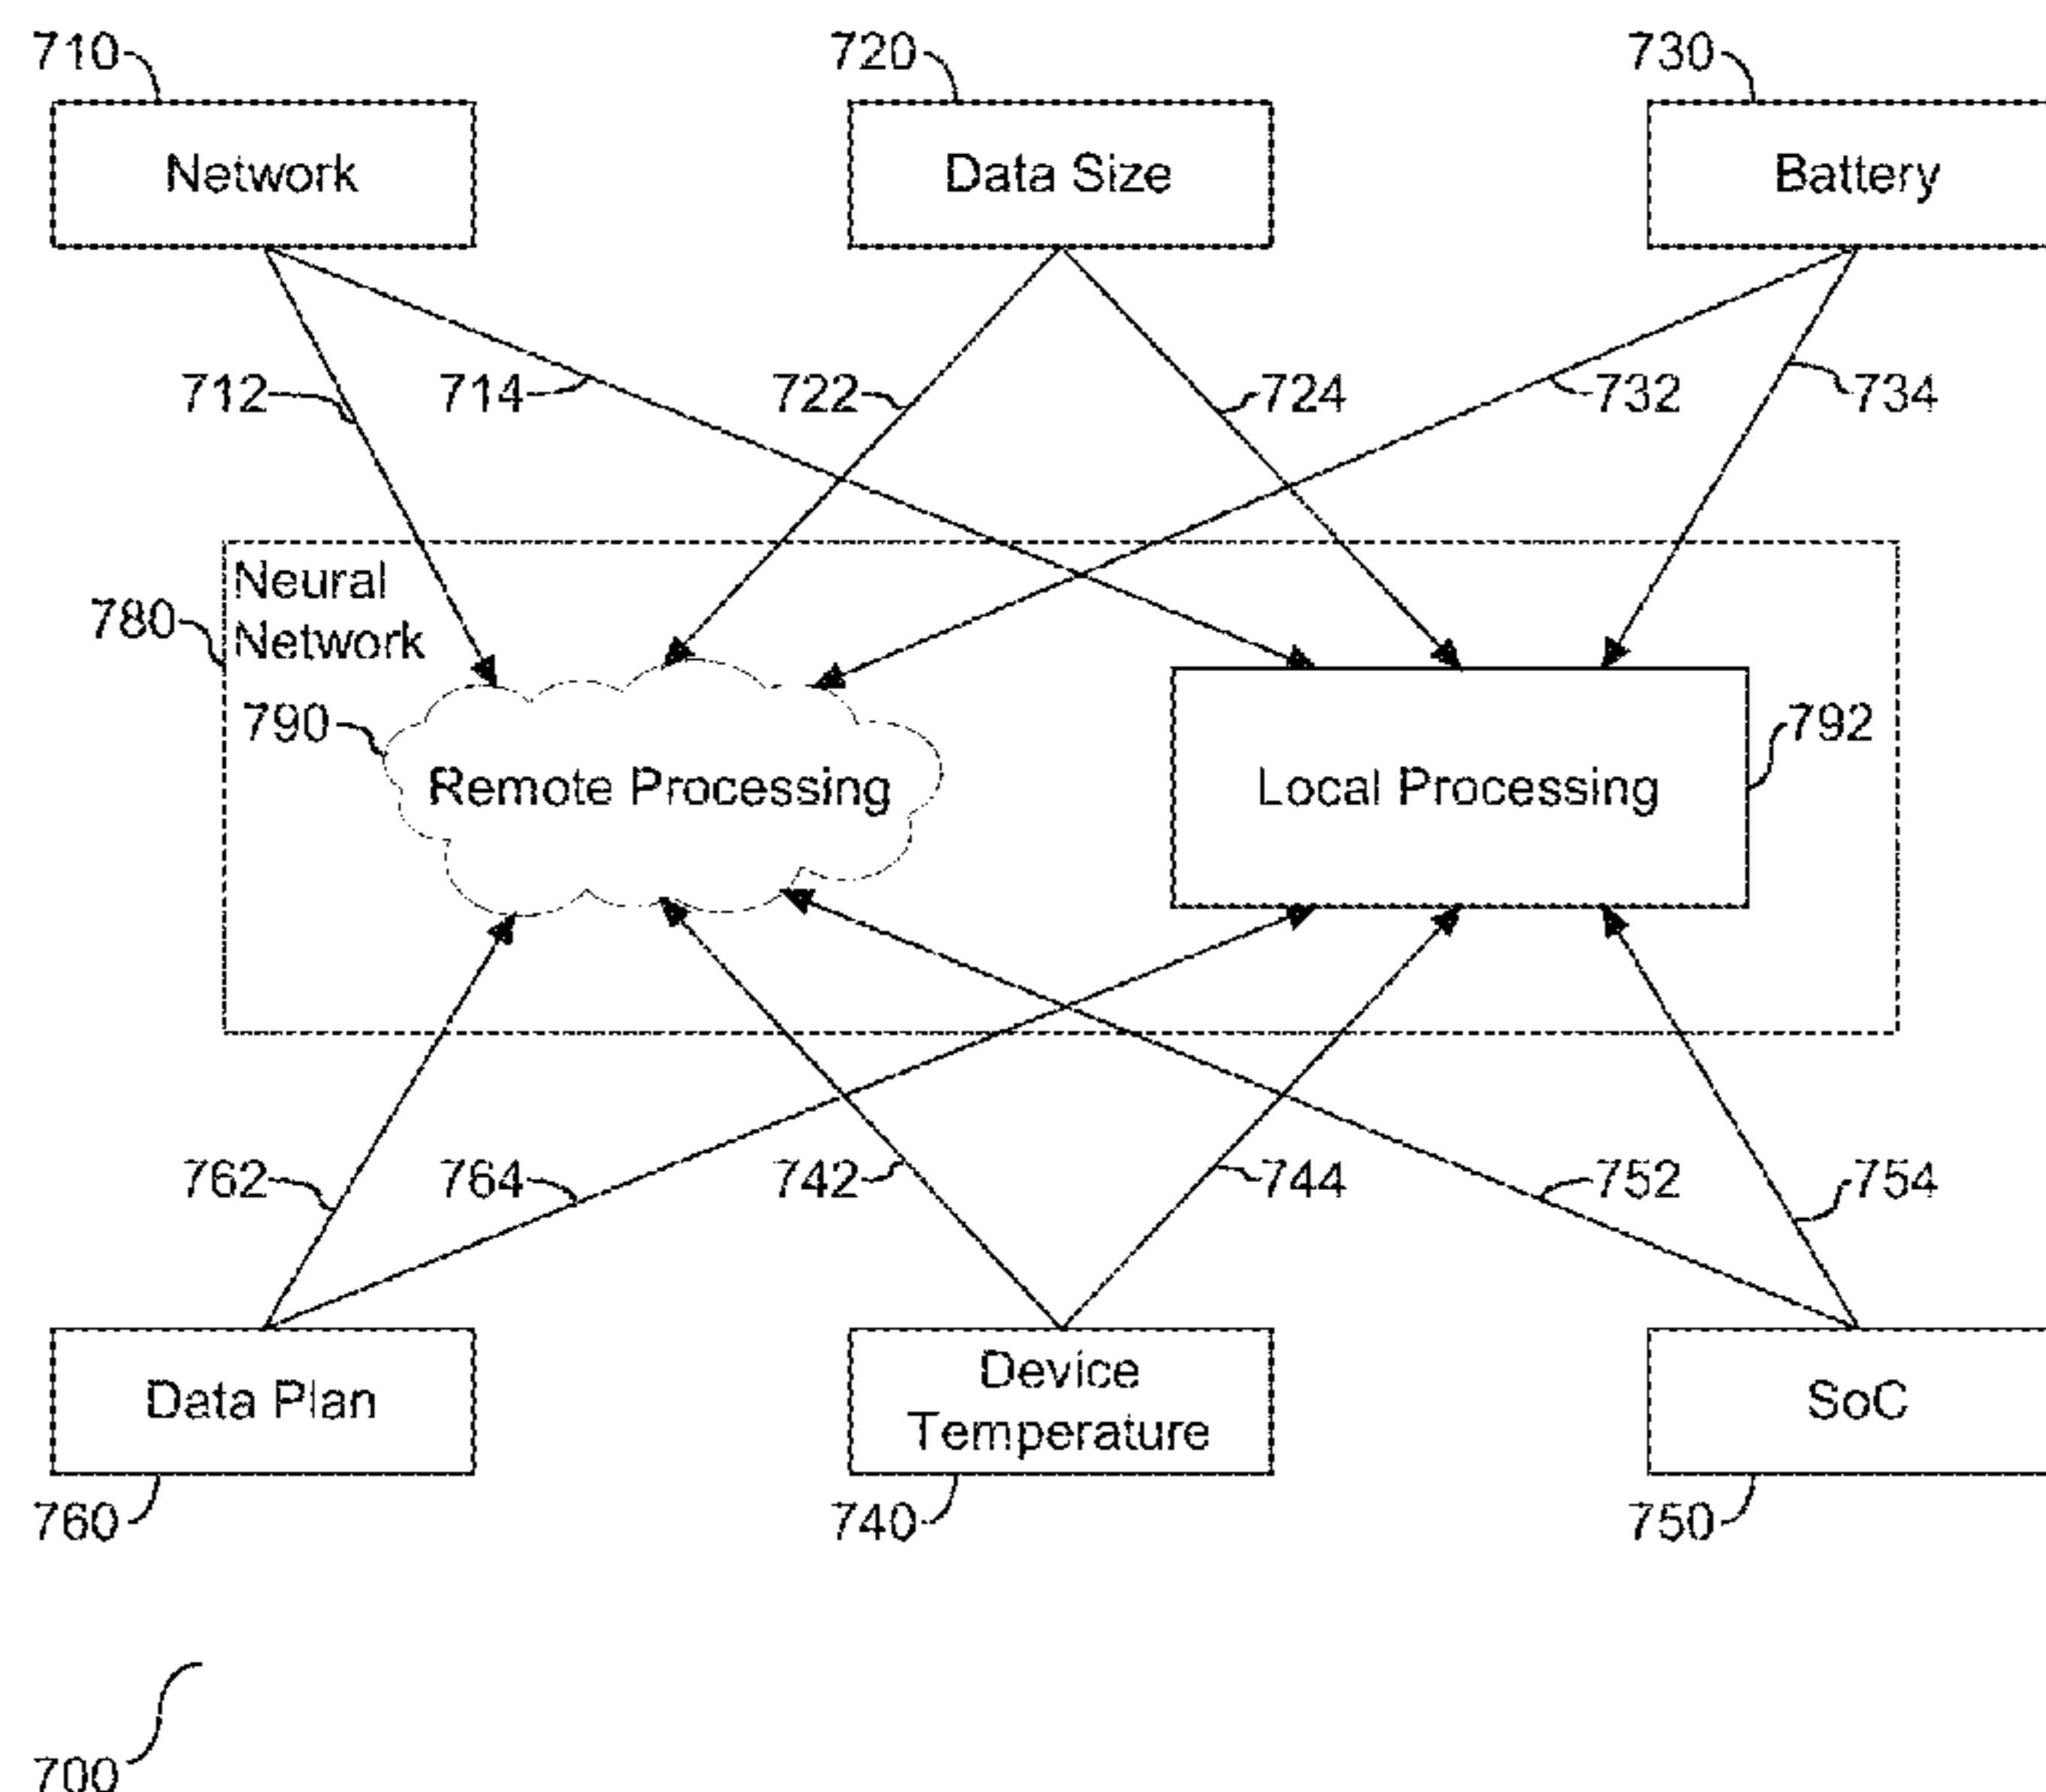 710
720
730
Network
Data Size
Battery
712
714
722
724
732
734
Neural
Network
780
790
792
Remote Processing
Local Processing
762
764
742
744
752
754
Data Plan
Device
Temperature
SoC
760
740
750
700